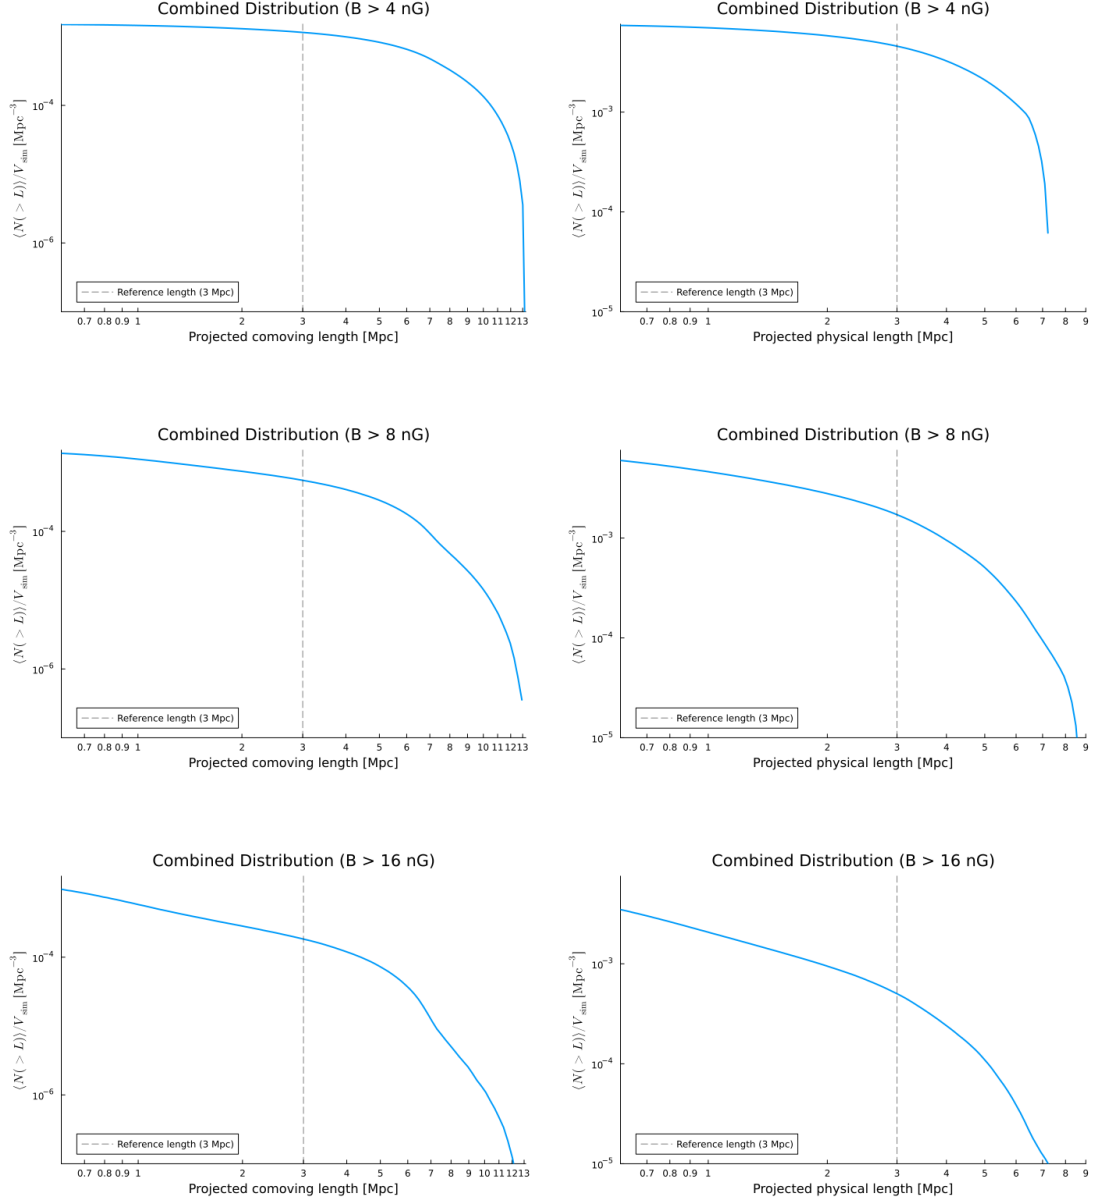 Combined Distribution (B > 4 nG)
⟨N(> L)⟩/V_sim [Mpc⁻³]
10⁻⁴
10⁻⁶
Reference length (3 Mpc)
0.7 0.8 0.9 1 2 3 4 5 6 7 8 9 10 11 12 13
Projected comoving length [Mpc]
Combined Distribution (B > 4 nG)
⟨N(> L)⟩/V_sim [Mpc⁻³]
10⁻³
10⁻⁴
10⁻⁵
Reference length (3 Mpc)
0.7 0.8 0.9 1 2 3 4 5 6 7 8 9
Projected physical length [Mpc]
Combined Distribution (B > 8 nG)
⟨N(> L)⟩/V_sim [Mpc⁻³]
10⁻⁴
10⁻⁶
Reference length (3 Mpc)
0.7 0.8 0.9 1 2 3 4 5 6 7 8 9 10 11 12 13
Projected comoving length [Mpc]
Combined Distribution (B > 8 nG)
⟨N(> L)⟩/V_sim [Mpc⁻³]
10⁻³
10⁻⁴
10⁻⁵
Reference length (3 Mpc)
0.7 0.8 0.9 1 2 3 4 5 6 7 8 9
Projected physical length [Mpc]
Combined Distribution (B > 16 nG)
⟨N(> L)⟩/V_sim [Mpc⁻³]
10⁻⁴
10⁻⁶
Reference length (3 Mpc)
0.7 0.8 0.9 1 2 3 4 5 6 7 8 9 10 11 12 13
Projected comoving length [Mpc]
Combined Distribution (B > 16 nG)
⟨N(> L)⟩/V_sim [Mpc⁻³]
10⁻³
10⁻⁴
10⁻⁵
Reference length (3 Mpc)
0.7 0.8 0.9 1 2 3 4 5 6 7 8 9
Projected physical length [Mpc]